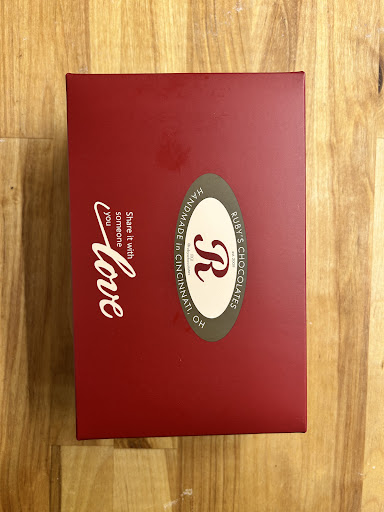 RUBY'S CHOCOLATES
R
HANDMADE in CINCINNATI, OH
Share it with
someone
you love